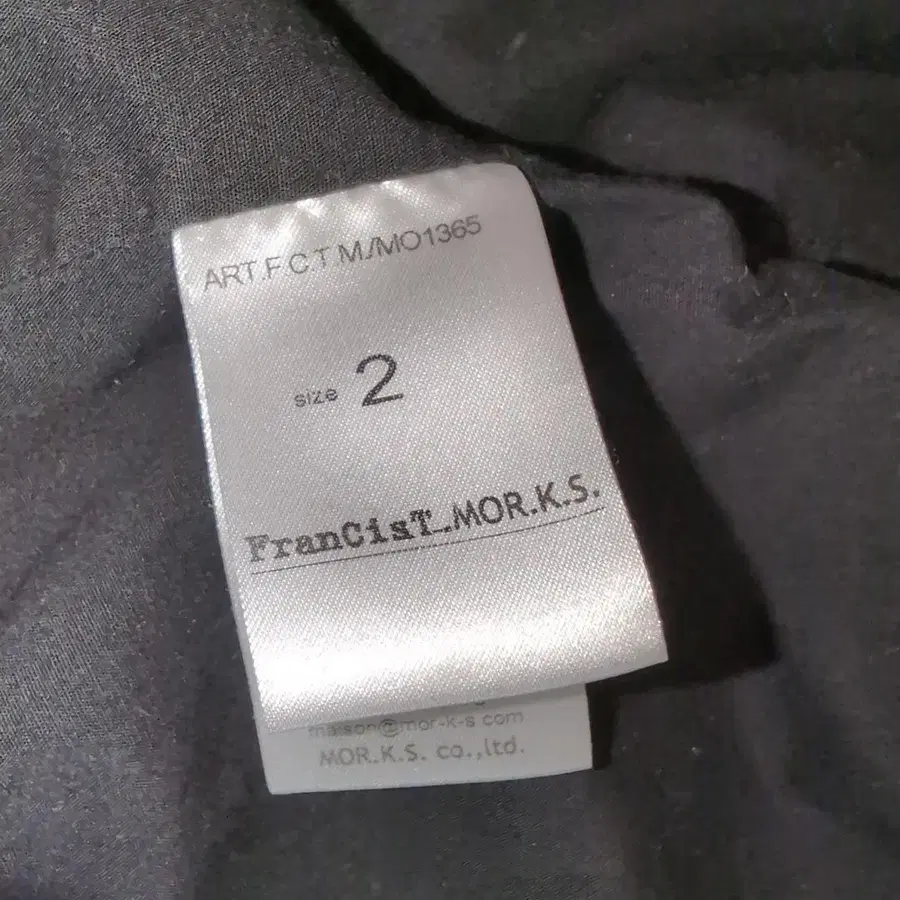 ART.F C T M./MO1365
size 2
FranCisT_MOR.K.S.
maison@mor-k-s com
MOR.K.S. co.,ltd.